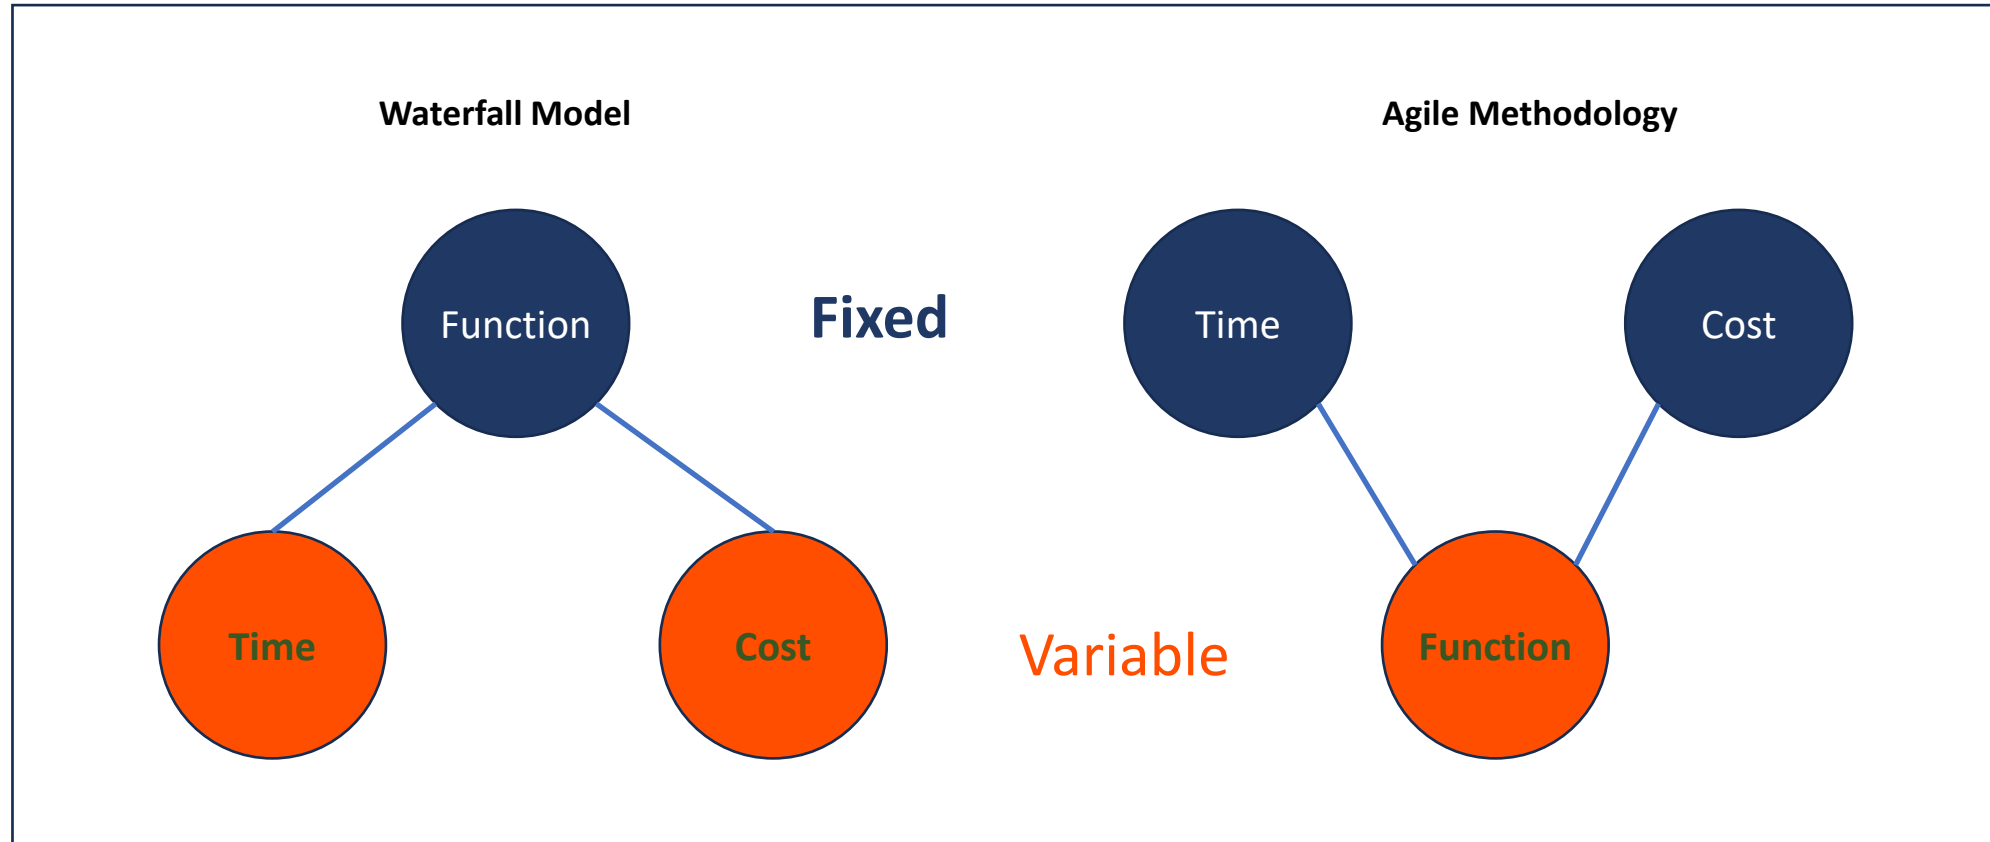 Waterfall Model
Agile Methodology
Function
Fixed
Time
Cost
Time
Cost
Variable
Function